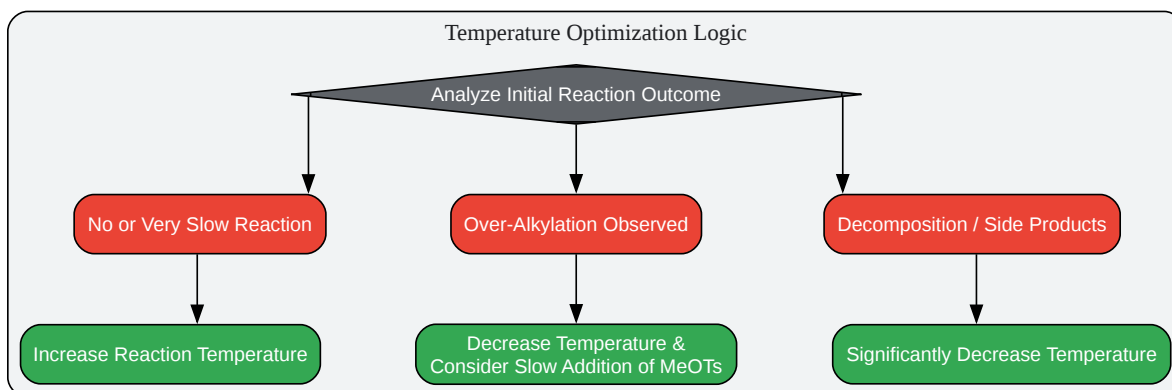 Temperature Optimization Logic
Analyze Initial Reaction Outcome
No or Very Slow Reaction
Over-Alkylation Observed
Decomposition / Side Products
Increase Reaction Temperature
Decrease Temperature &
Consider Slow Addition of MeOTs
Significantly Decrease Temperature